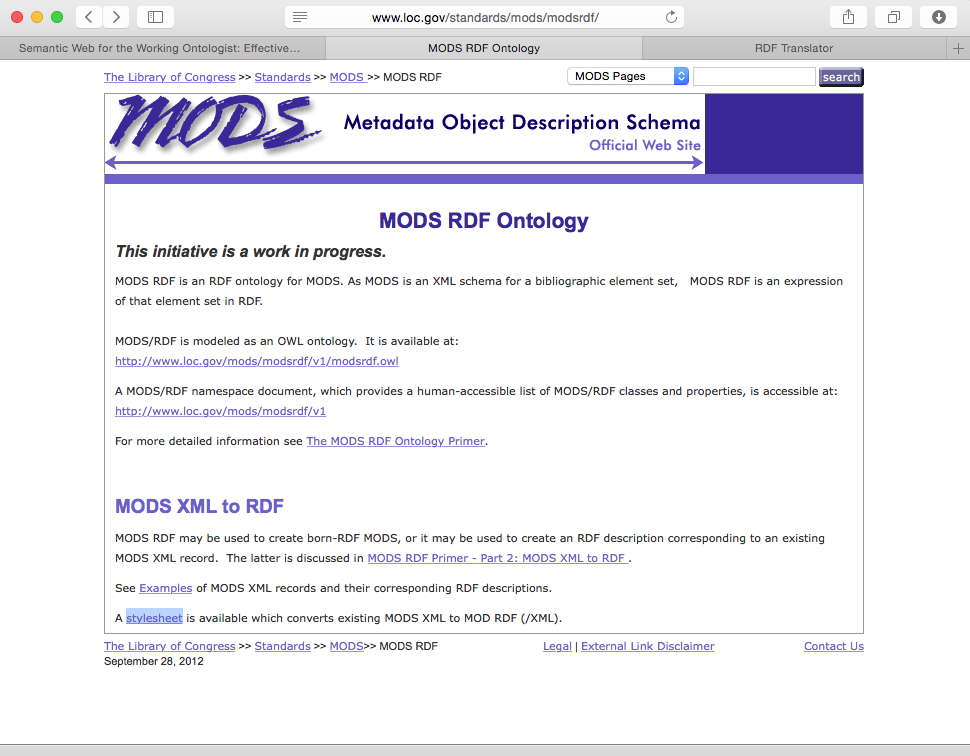 www.loc.gov/standards/mods/modsrdf/
Semantic Web for the Working Ontologist: Effective…
MODS RDF Ontology
RDF Translator
The Library of Congress >> Standards >> MODS >> MODS RDF
MODS Pages
search
MODS
Metadata Object Description Schema
Official Web Site
MODS RDF Ontology
This initiative is a work in progress.
MODS RDF is an RDF ontology for MODS. As MODS is an XML schema for a bibliographic element set, MODS RDF is an expression
of that element set in RDF.
MODS/RDF is modeled as an OWL ontology. It is available at:
http://www.loc.gov/mods/modsrdf/v1/modsrdf.owl
A MODS/RDF namespace document, which provides a human-accessible list of MODS/RDF classes and properties, is accessible at:
http://www.loc.gov/mods/modsrdf/v1
For more detailed information see The MODS RDF Ontology Primer.
MODS XML to RDF
MODS RDF may be used to create born-RDF MODS, or it may be used to create an RDF description corresponding to an existing
MODS XML record. The latter is discussed in MODS RDF Primer - Part 2: MODS XML to RDF .
See Examples of MODS XML records and their corresponding RDF descriptions.
A stylesheet is available which converts existing MODS XML to MOD RDF (/XML).
The Library of Congress >> Standards >> MODS>> MODS RDF
Legal | External Link Disclaimer
Contact Us
September 28, 2012